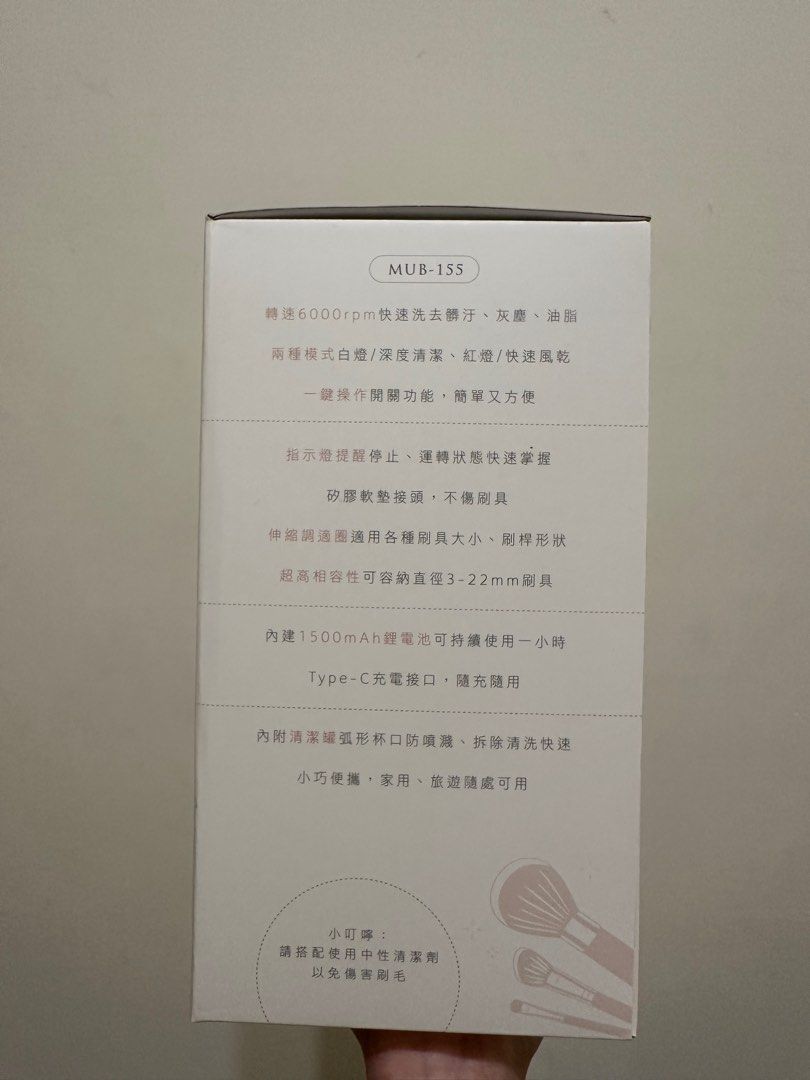 MUB-155
轉速6000rpm快速洗去髒汙、灰塵、油脂
兩種模式白燈/深度清潔、紅燈/快速風乾
一鍵操作開關功能，簡單又方便
指示燈提醒停止、運轉狀態快速掌握
矽膠軟墊接頭，不傷刷具
伸縮調適圈適用各種刷具大小、刷桿形狀
超高相容性可容納直徑3-22mm刷具
內建1500mAh鋰電池可持續使用一小時
Type-C充電接口，隨充隨用
內附清潔罐弧形杯口防噴濺、拆除清洗快速
小巧便攜，家用、旅遊隨處可用
小叮嚀：
請搭配使用中性清潔劑
以免傷害刷毛